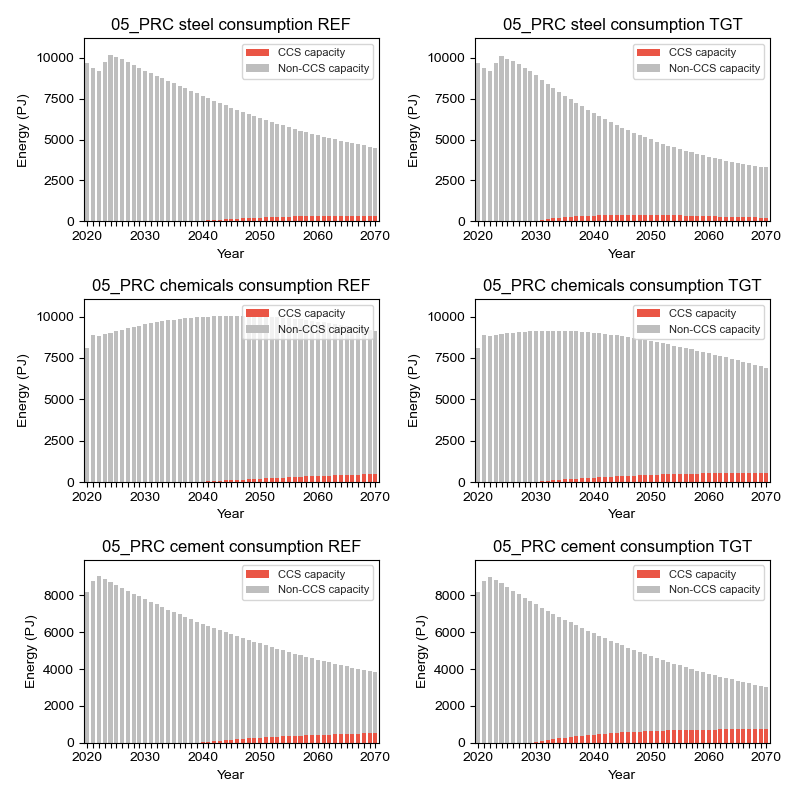 05_PRC steel consumption REF
Energy (PJ)
10000
7500
5000
2500
0
CCS capacity
Non-CCS capacity
2020 2030 2040 2050 2060 2070
Year
05_PRC steel consumption TGT
Energy (PJ)
10000
7500
5000
2500
0
CCS capacity
Non-CCS capacity
2020 2030 2040 2050 2060 2070
Year
05_PRC chemicals consumption REF
Energy (PJ)
10000
7500
5000
2500
0
CCS capacity
Non-CCS capacity
2020 2030 2040 2050 2060 2070
Year
05_PRC chemicals consumption TGT
Energy (PJ)
10000
7500
5000
2500
0
CCS capacity
Non-CCS capacity
2020 2030 2040 2050 2060 2070
Year
05_PRC cement consumption REF
Energy (PJ)
8000
6000
4000
2000
0
CCS capacity
Non-CCS capacity
2020 2030 2040 2050 2060 2070
Year
05_PRC cement consumption TGT
Energy (PJ)
8000
6000
4000
2000
0
CCS capacity
Non-CCS capacity
2020 2030 2040 2050 2060 2070
Year